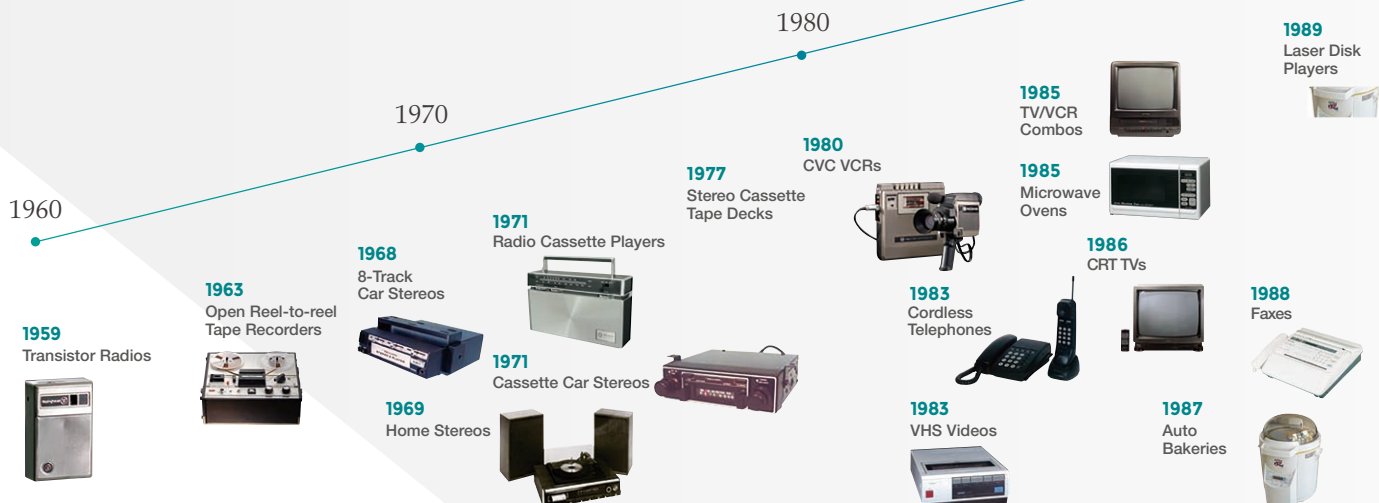 1960
1970
1980
1959
Transistor Radios
1963
Open Reel-to-reel
Tape Recorders
1968
8-Track
Car Stereos
1969
Home Stereos
1971
Radio Cassette Players
1971
Cassette Car Stereos
1977
Stereo Cassette
Tape Decks
1980
CVC VCRs
1983
Cordless
Telephones
1983
VHS Videos
1985
TV/VCR
Combos
1985
Microwave
Ovens
1986
CRT TVs
1987
Auto
Bakeries
1988
Faxes
1989
Laser Disk
Players